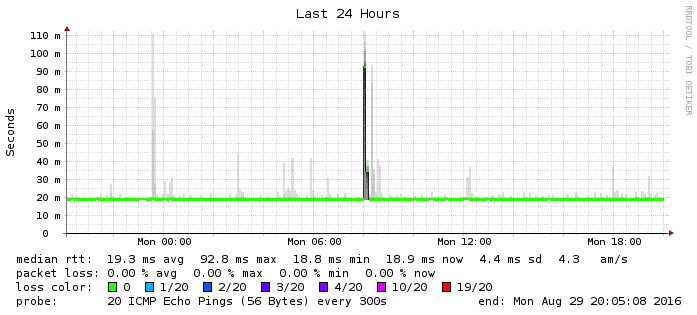 Last 24 Hours
RRDTOOL / TOBI OETIKER
110 m
100 m
90 m
80 m
70 m
60 m
50 m
40 m
30 m
20 m
10 m
0
Seconds
Mon 00:00 Mon 06:00 Mon 12:00 Mon 18:00
median rtt: 19.3 ms avg 92.8 ms max 18.8 ms min 18.9 ms now 4.4 ms sd 4.3 am/s
packet loss: 0.00 % avg 0.00 % max 0.00 % min 0.00 % now
loss color: 0 1/20 2/20 3/20 4/20 10/20 19/20
probe: 20 ICMP Echo Pings (56 Bytes) every 300s end: Mon Aug 29 20:05:08 2016